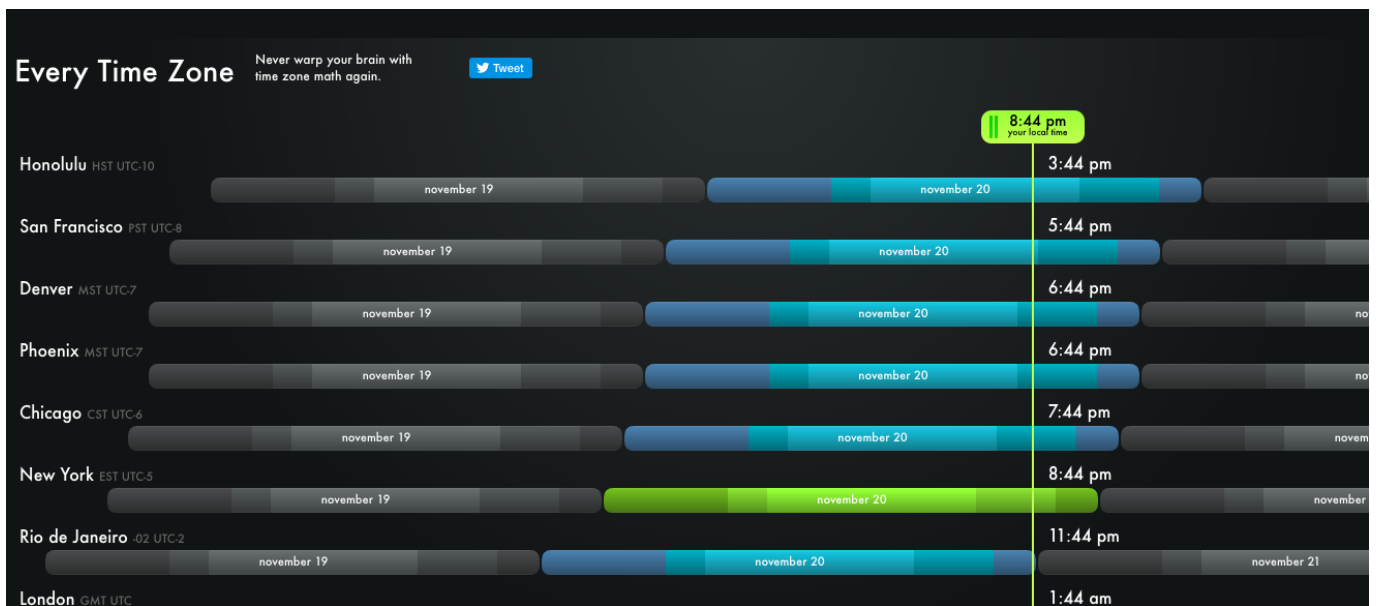 Every Time Zone
Never warp your brain with
time zone math again.
Tweet
8:44 pm
your local time
Honolulu HST UTC-10
3:44 pm
november 19
november 20
San Francisco PST UTC-8
5:44 pm
november 19
november 20
Denver MST UTC-7
6:44 pm
november 19
november 20
no
Phoenix MST UTC-7
6:44 pm
november 19
november 20
no
Chicago CST UTC-6
7:44 pm
november 19
november 20
novem
New York EST UTC-5
8:44 pm
november 19
november 20
november
Rio de Janeiro -02 UTC-2
11:44 pm
november 19
november 20
november 21
London GMT UTC
1:44 am